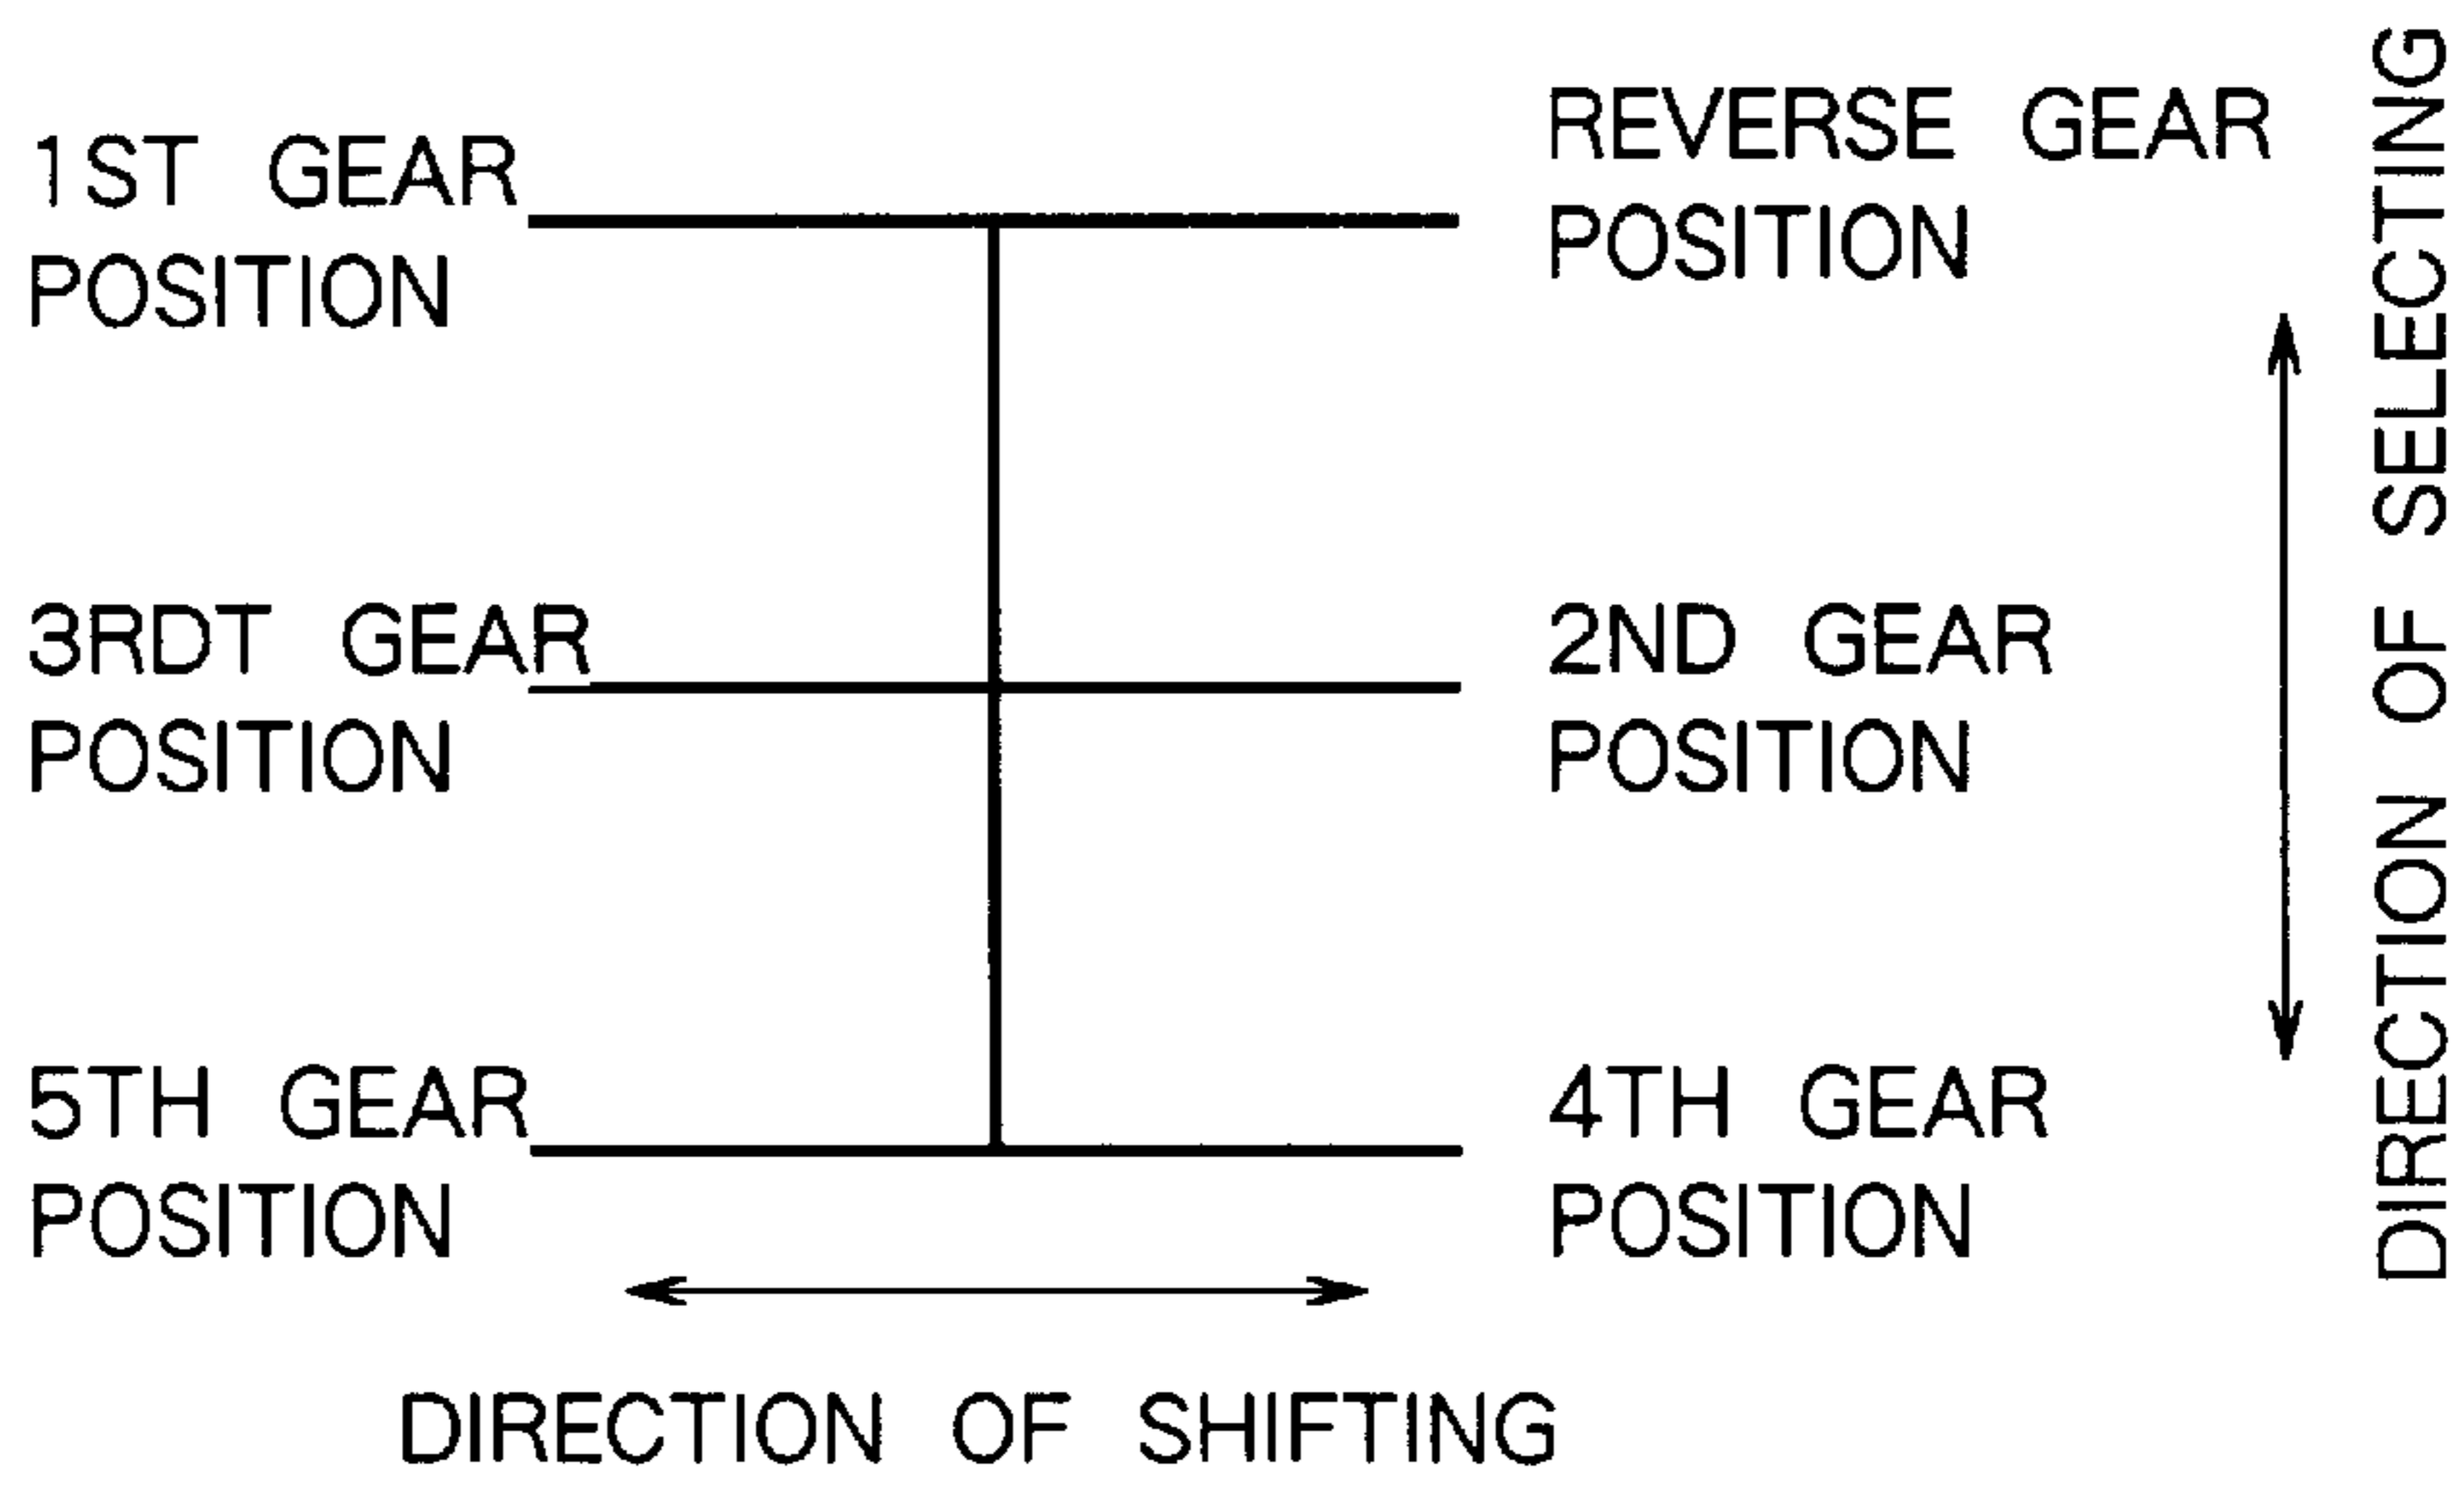 1ST GEAR
POSITION
REVERSE GEAR
POSITION
3RDT GEAR
POSITION
2ND GEAR
POSITION
5TH GEAR
POSITION
4TH GEAR
POSITION
DIRECTION OF SHIFTING
DIRECTION OF SELECTING